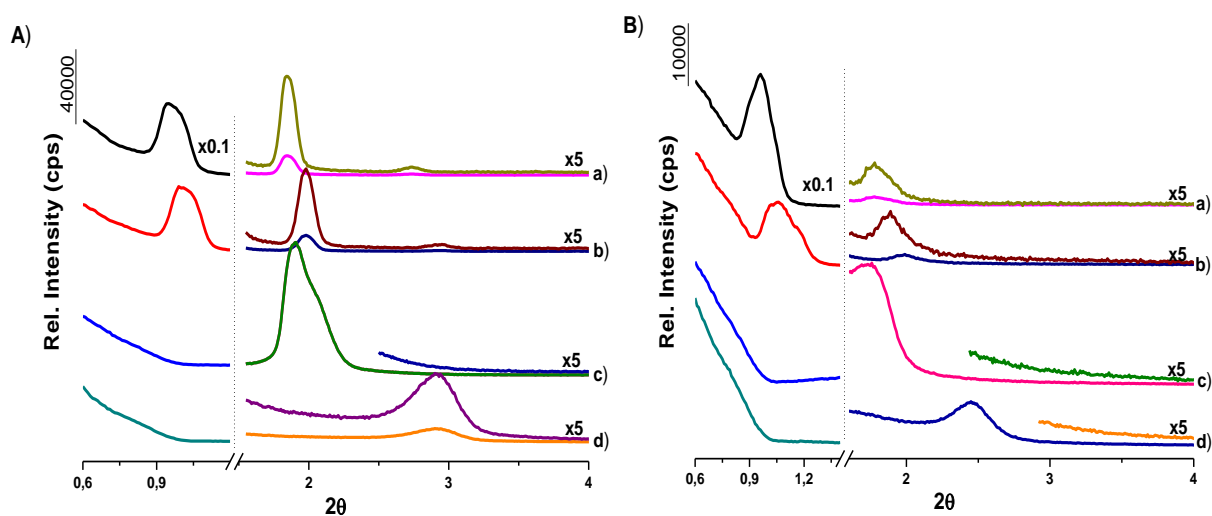 A)
40000
Rel. Intensity (cps)
x0.1
x5
a)
x5
b)
x5
c)
x5
d)
0,6
0,9
2
3
4
2θ
B)
10000
Rel. Intensity (cps)
x0.1
x5
a)
x5
b)
x5
c)
x5
d)
0,6
0,9
1,2
2
3
4
2θ